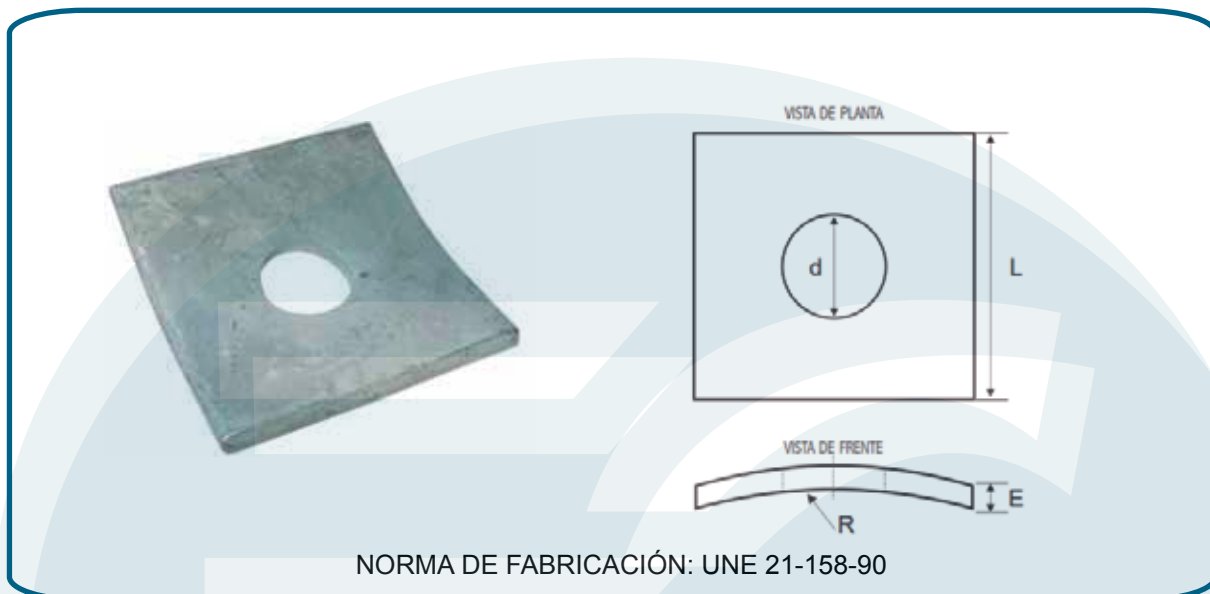 VISTA DE PLANTA
d
L
VISTA DE FRENTE
E
R
NORMA DE FABRICACIÓN: UNE 21-158-90